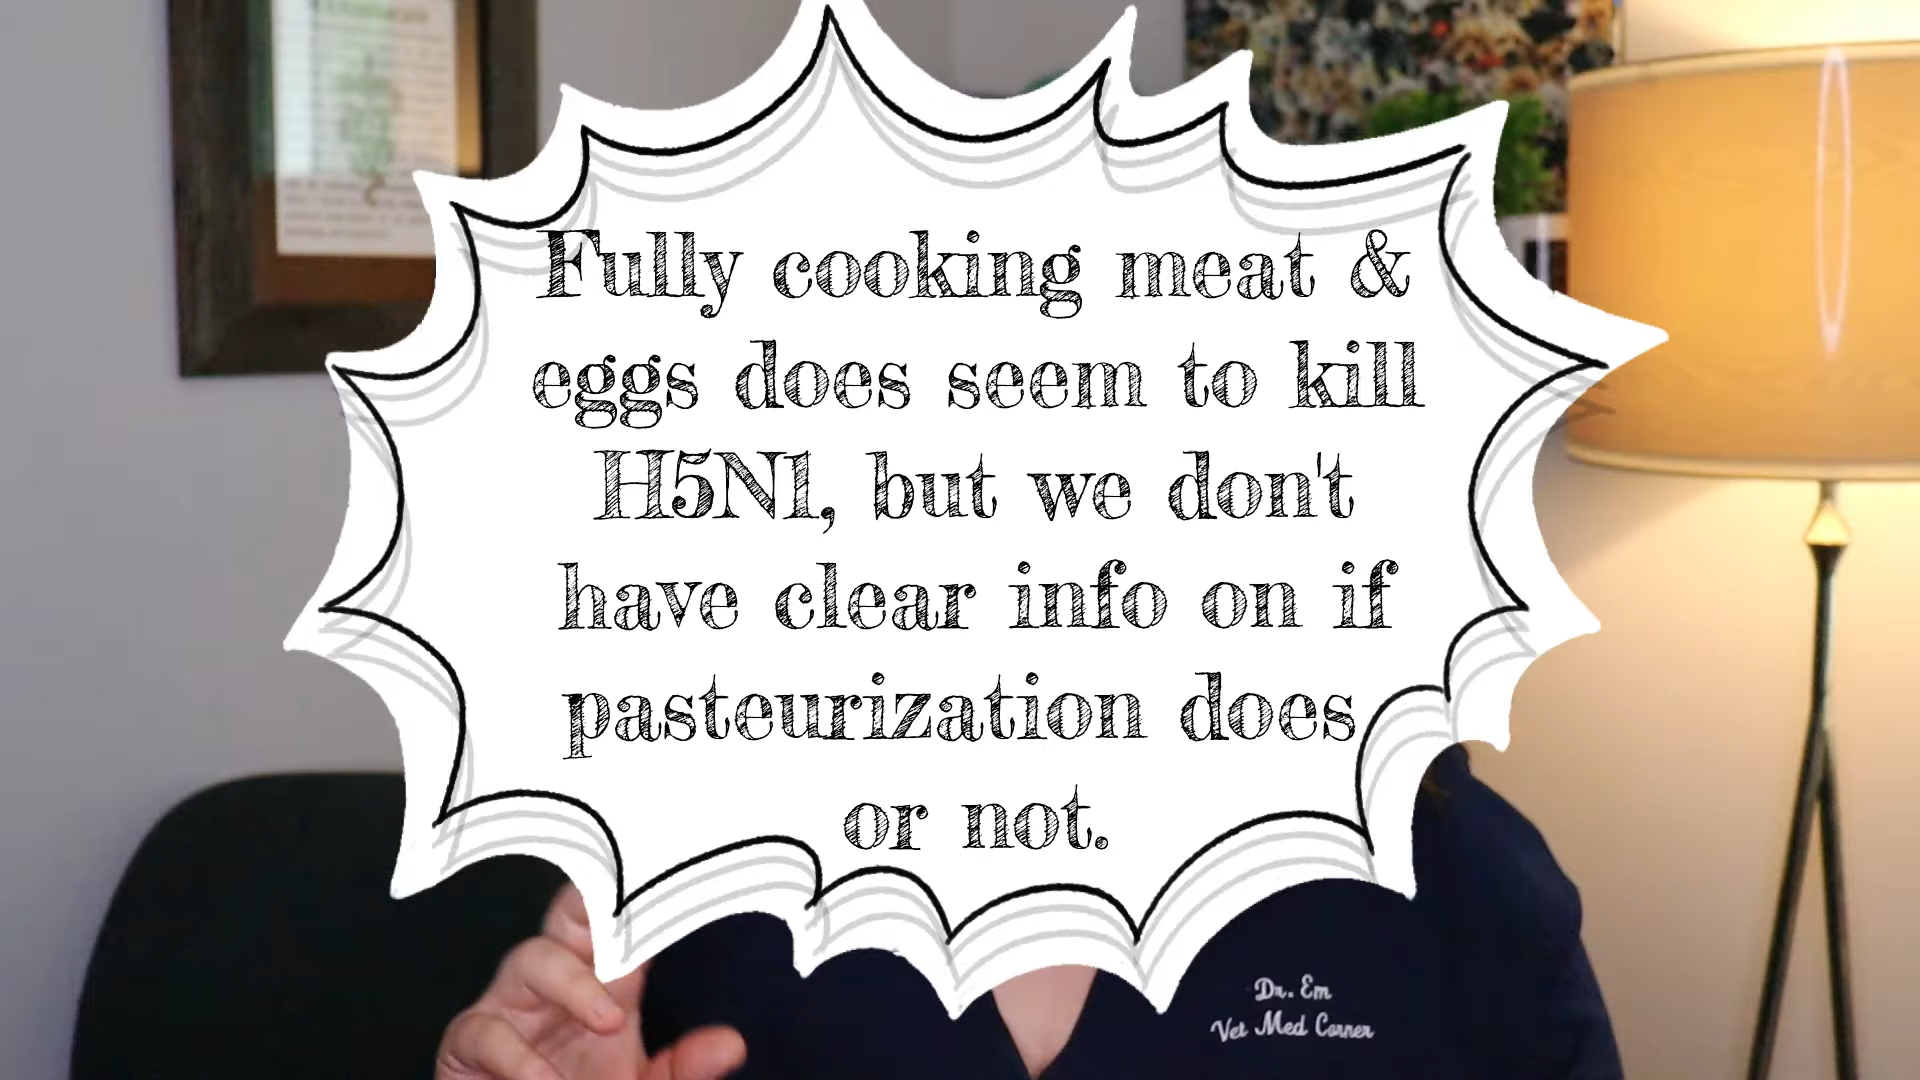 Fully cooking meat &
eggs does seem to kill
H5N1, but we don't
have clear info on if
pasteurization does
or not.
Dr. Em
Vet Med Corner